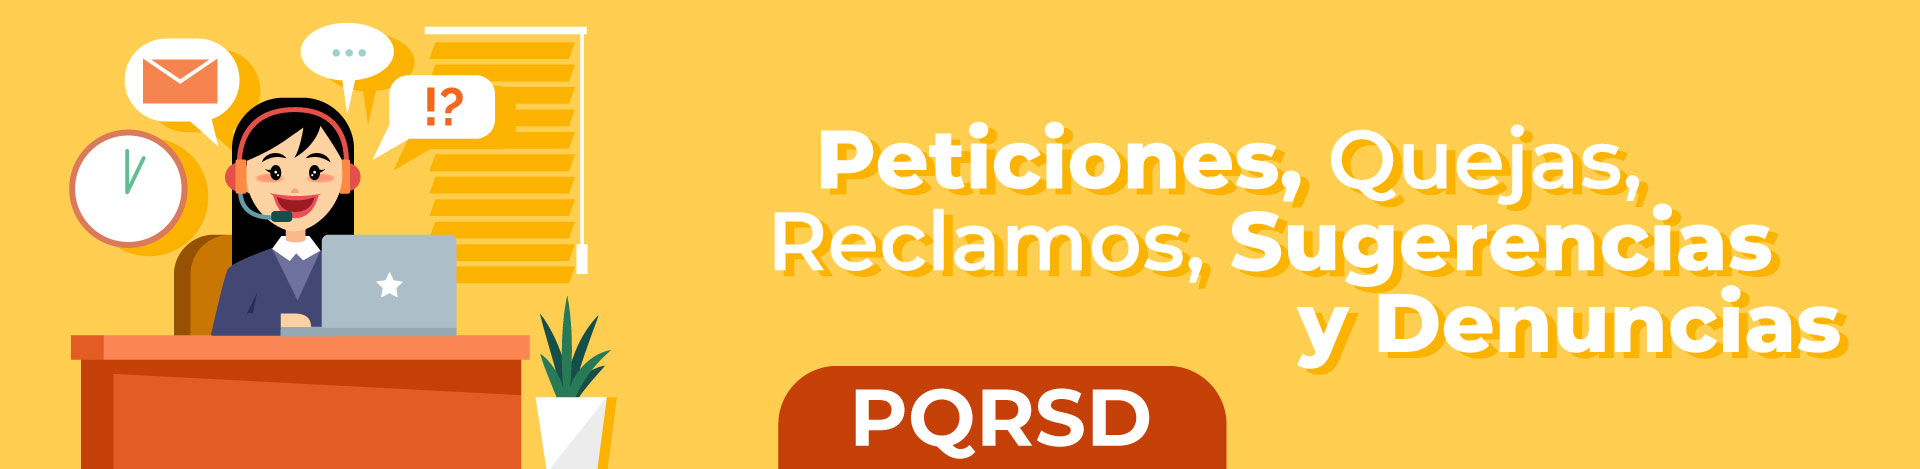 !?
Peticiones, Quejas,
Reclamos, Sugerencias
y Denuncias
PQRSD